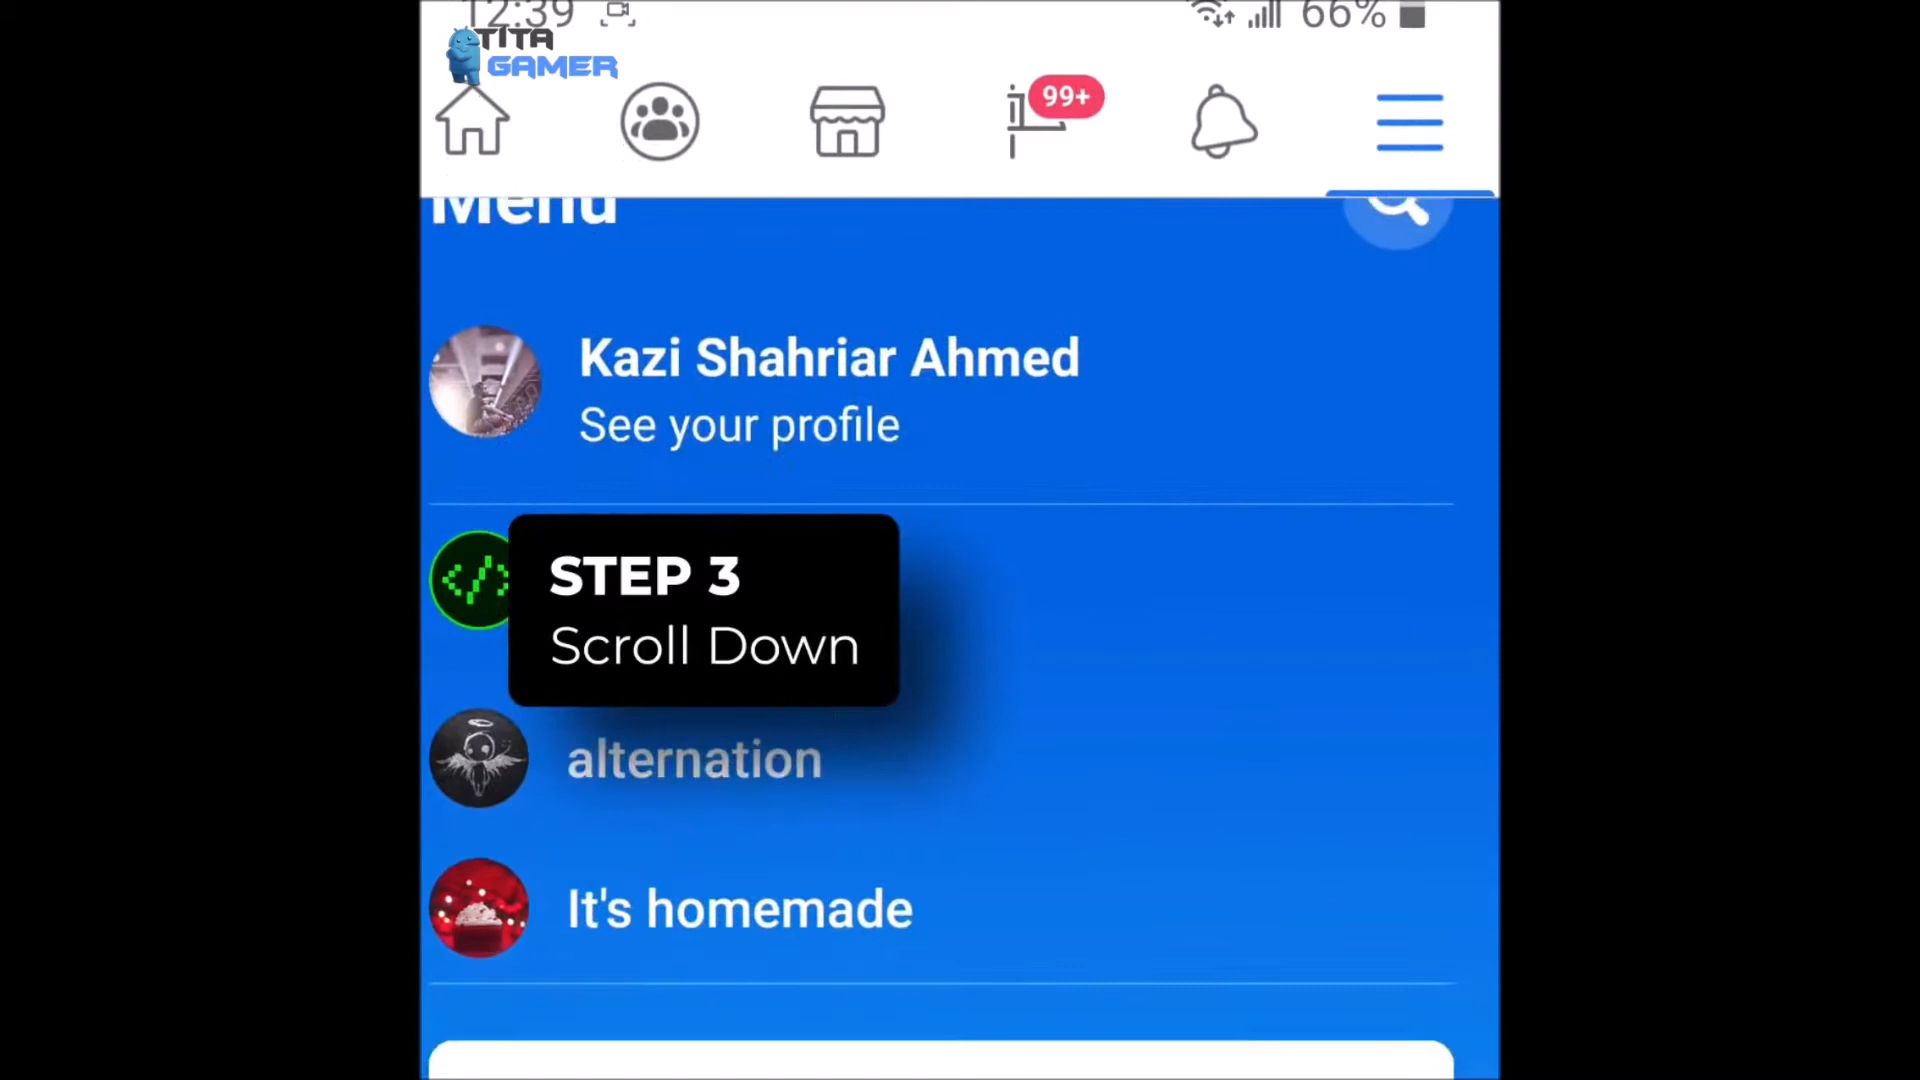 12:39
66%
TITA
GAMER
99+
Menu
Kazi Shahriar Ahmed
See your profile
</>
STEP 3
Scroll Down
alternation
It's homemade